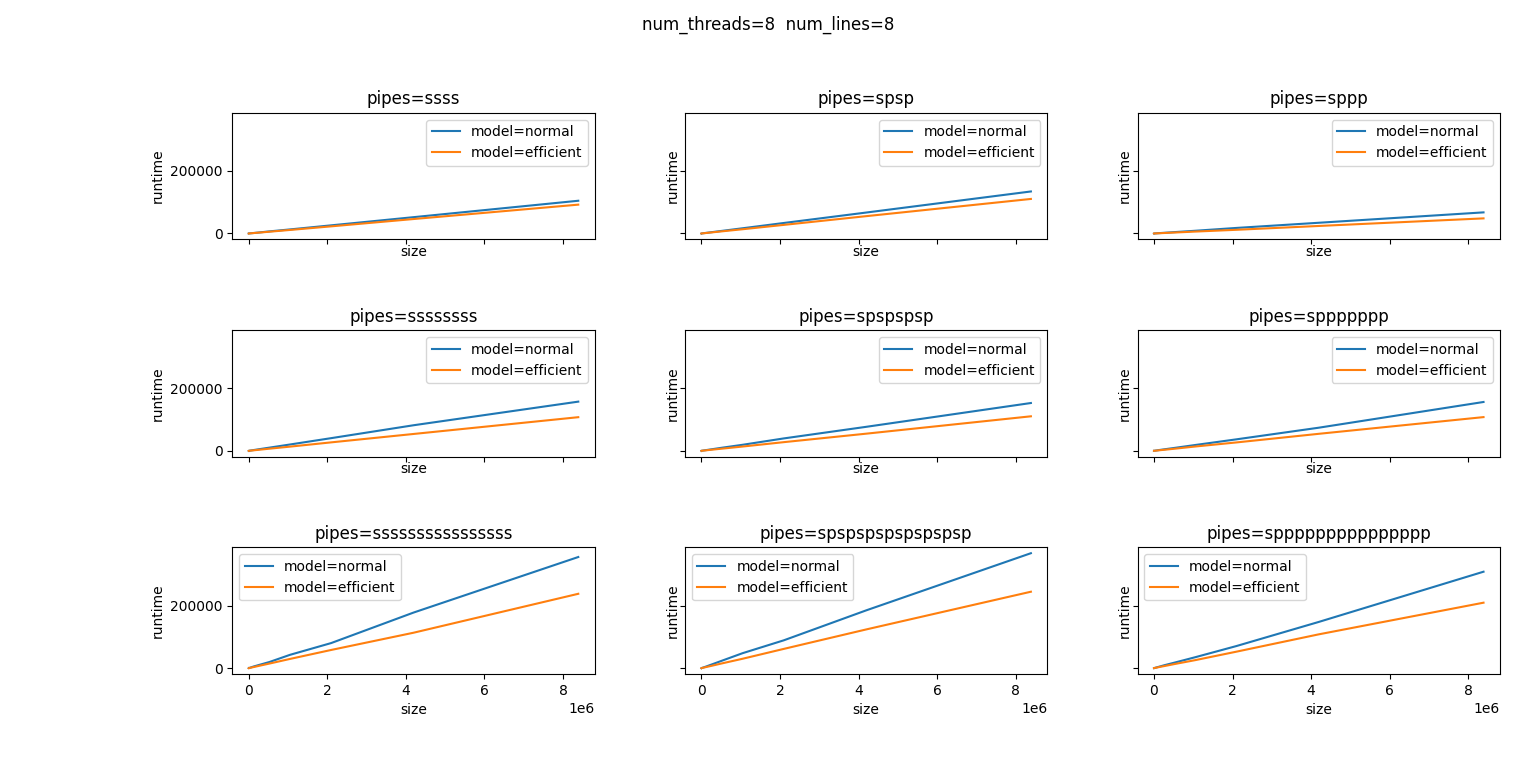 num_threads=8  num_lines=8
pipes=ssss
model=normal
model=efficient
runtime
200000
0
size
pipes=spsp
model=normal
model=efficient
runtime
size
pipes=sppp
model=normal
model=efficient
runtime
size
pipes=ssssssss
model=normal
model=efficient
runtime
200000
0
size
pipes=spspspsp
model=normal
model=efficient
runtime
size
pipes=sppppppp
model=normal
model=efficient
runtime
size
pipes=ssssssssssssssss
model=normal
model=efficient
runtime
200000
0
0 2 4 6 8
1e6
size
pipes=spspspspspspspsp
model=normal
model=efficient
runtime
0 2 4 6 8
1e6
size
pipes=sppppppppppppppp
model=normal
model=efficient
runtime
0 2 4 6 8
1e6
size